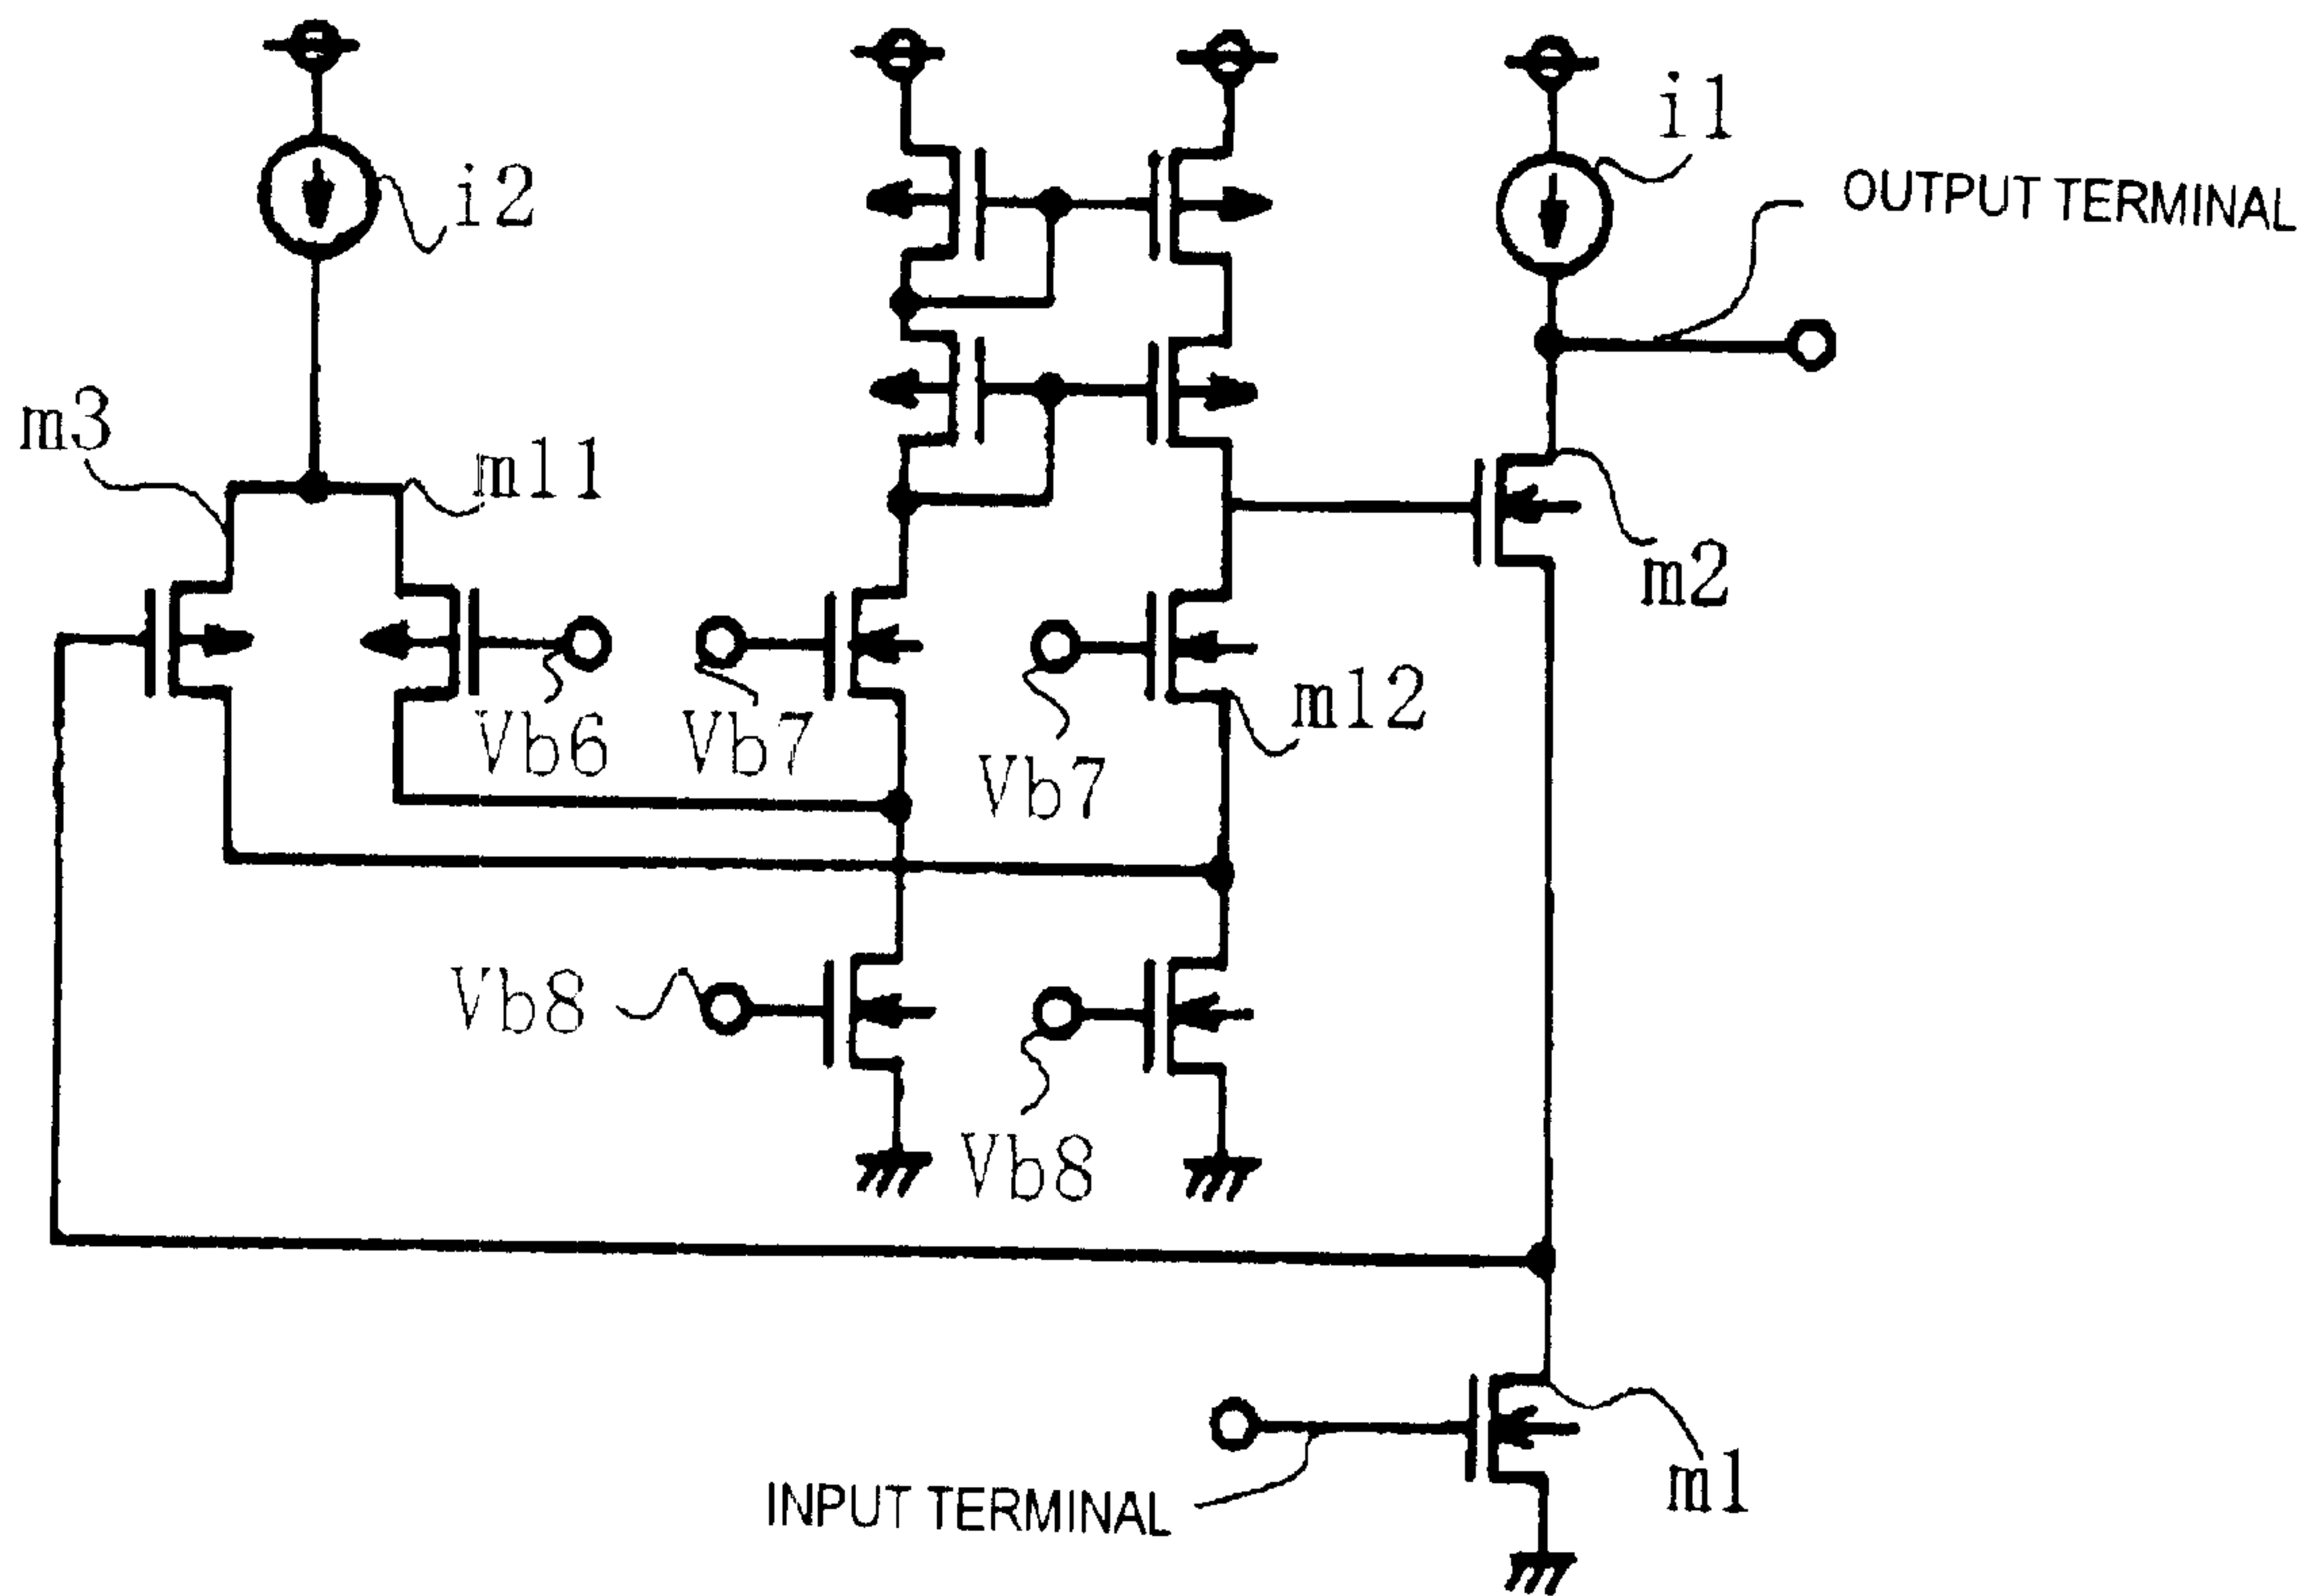 i1
i2
OUTPUT TERMINAL
m3
m11
m2
m12
Vb6
Vb7
Vb7
Vb8
Vb8
m1
INPUT TERMINAL